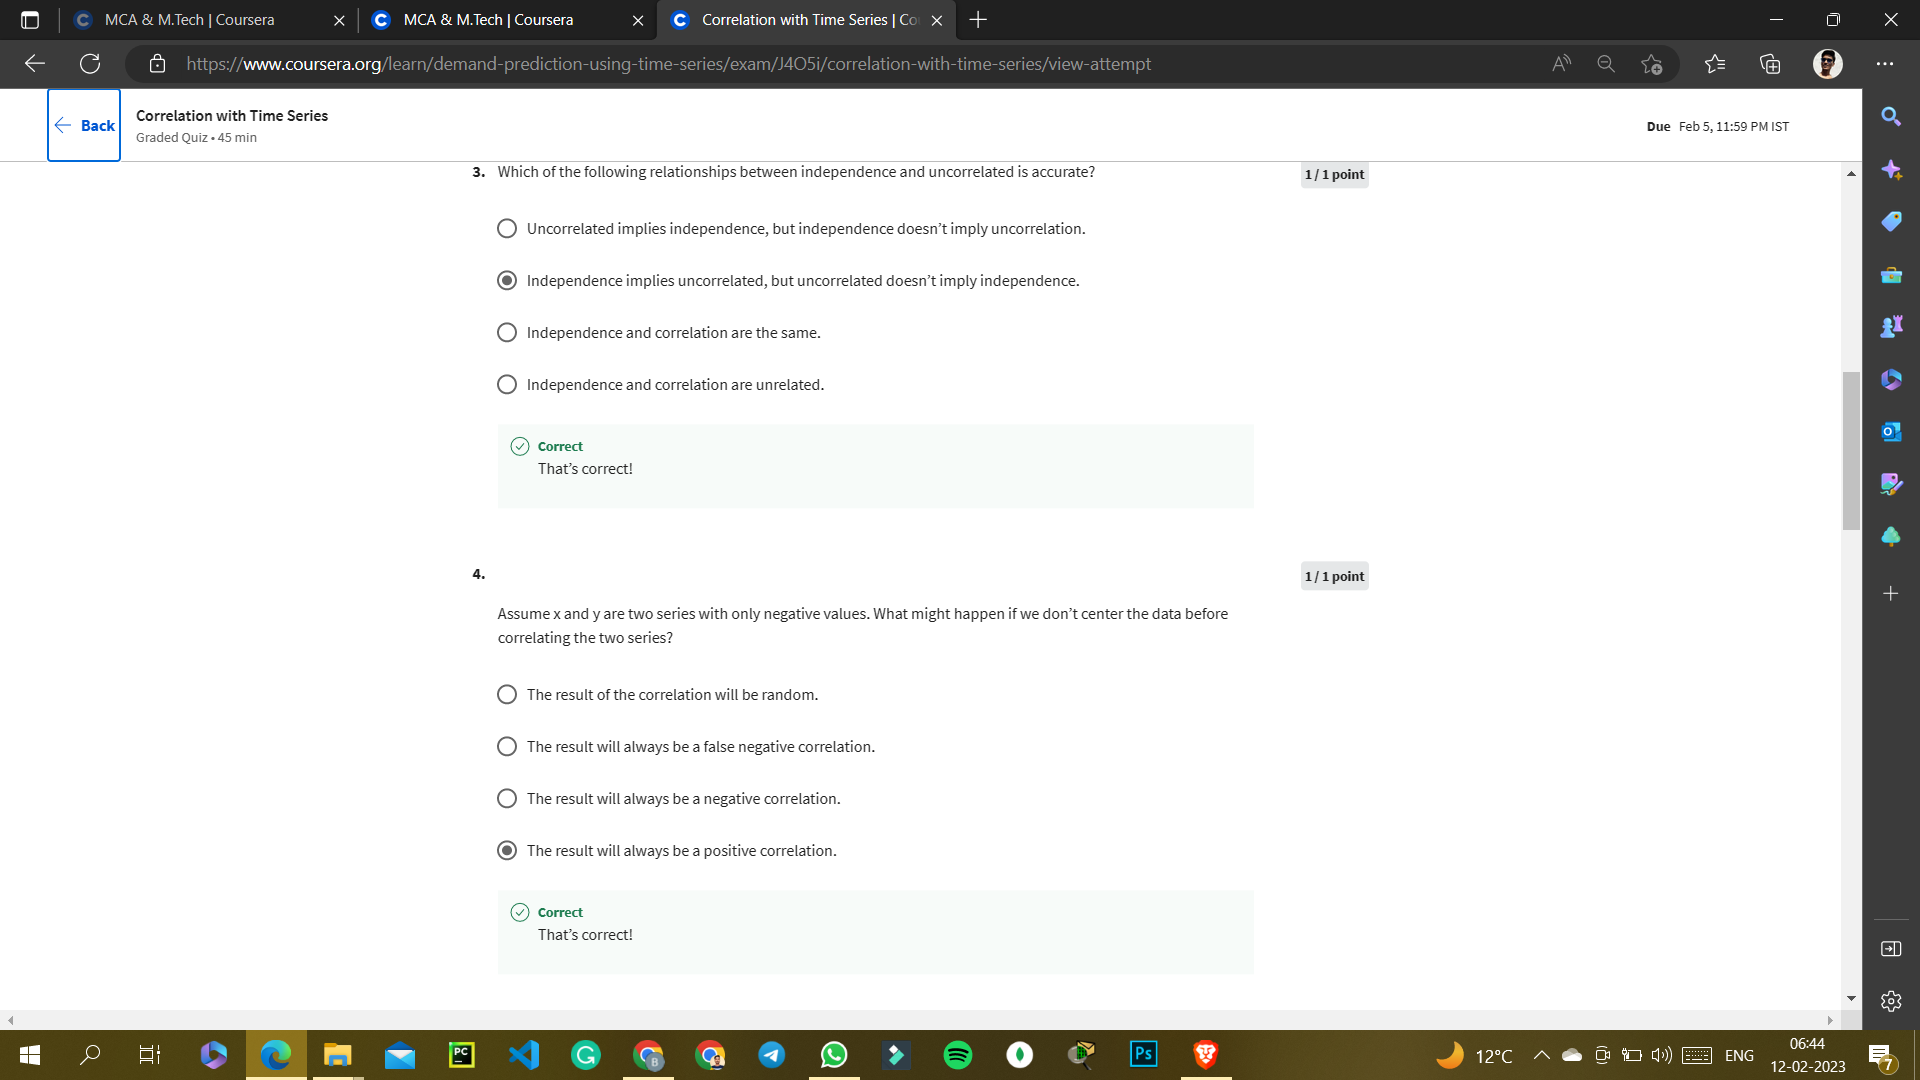 MCA & M.Tech | Coursera
MCA & M.Tech | Coursera
Correlation with Time Series | Co
https://www.coursera.org/learn/demand-prediction-using-time-series/exam/J4O5i/correlation-with-time-series/view-attempt
Back
Correlation with Time Series
Graded Quiz • 45 min
Due Feb 5, 11:59 PM IST
3. Which of the following relationships between independence and uncorrelated is accurate?
1 / 1 point
Uncorrelated implies independence, but independence doesn’t imply uncorrelation.
Independence implies uncorrelated, but uncorrelated doesn’t imply independence.
Independence and correlation are the same.
Independence and correlation are unrelated.
Correct
That’s correct!
4.
1 / 1 point
Assume x and y are two series with only negative values. What might happen if we don’t center the data before
correlating the two series?
The result of the correlation will be random.
The result will always be a false negative correlation.
The result will always be a negative correlation.
The result will always be a positive correlation.
Correct
That’s correct!
PC
B
Ps
12°C
ENG
06:44
12-02-2023
7